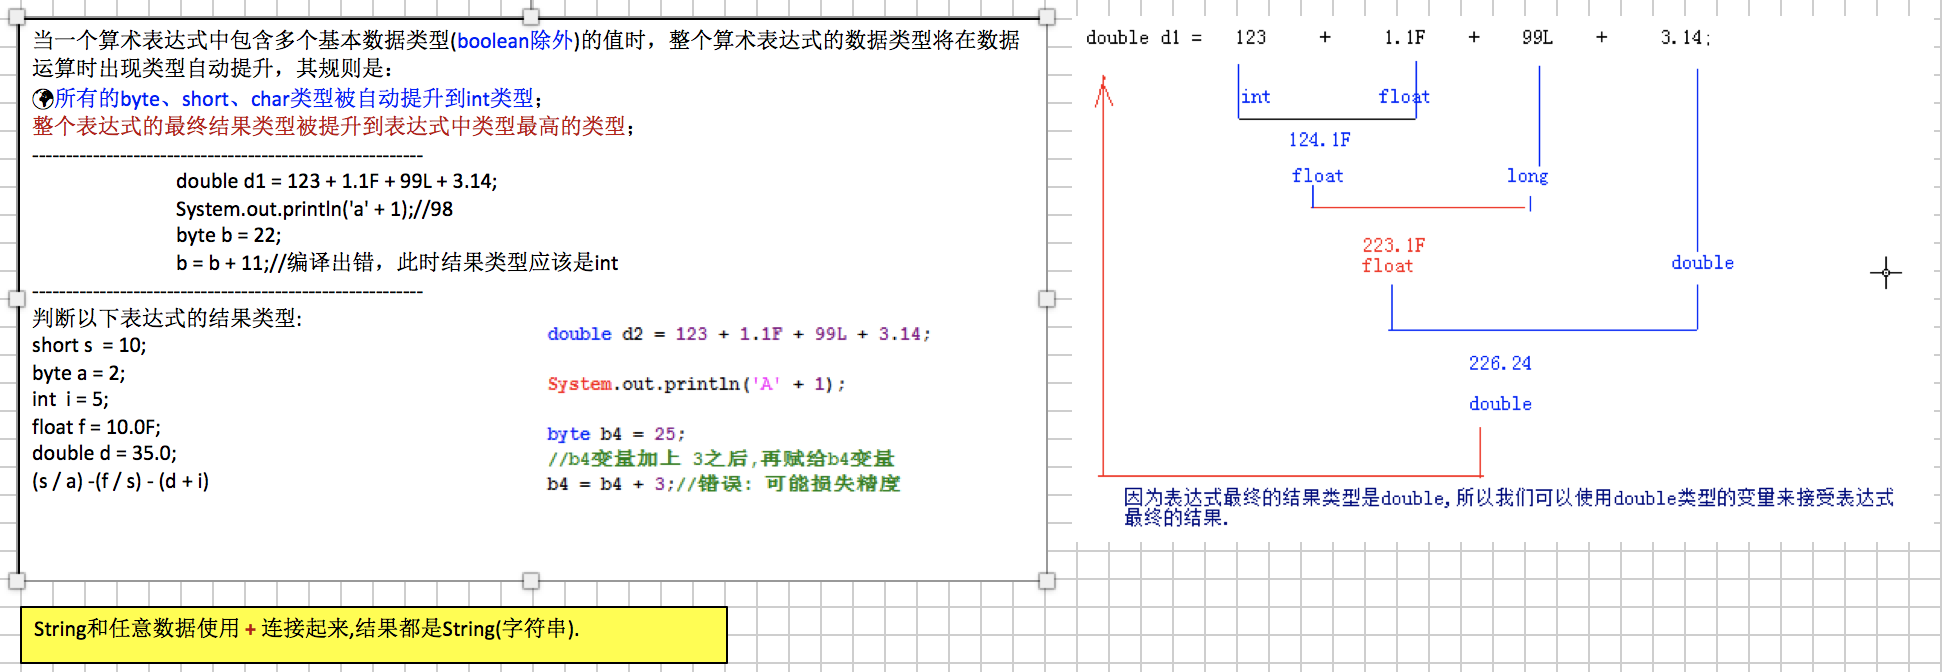 当一个算术表达式中包含多个基本数据类型(boolean除外)的值时，整个算术表达式的数据类型将在数据
运算时出现类型自动提升，其规则是：
所有的byte、short、char类型被自动提升到int类型；
整个表达式的最终结果类型被提升到表达式中类型最高的类型；
--------------------------------------------------------
double d1 = 123 + 1.1F + 99L + 3.14;
System.out.println('a' + 1);//98
byte b = 22;
b = b + 11;//编译出错，此时结果类型应该是int
--------------------------------------------------------
判断以下表达式的结果类型:
short s  = 10;
byte a = 2;
int  i = 5;
float f = 10.0F;
double d = 35.0;
(s / a) -(f / s) - (d + i)
double d2 = 123 + 1.1F + 99L + 3.14;
System.out.println('A' + 1);
byte b4 = 25;
//b4变量加上 3之后,再赋给b4变量
b4 = b4 + 3;//错误: 可能损失精度
double d1 = 123 + 1.1F + 99L + 3.14;
int float
124.1F
float long
223.1F
float
double
226.24
double
因为表达式最终的结果类型是double,所以我们可以使用double类型的变量来接受表达式
最终的结果.
String和任意数据使用 + 连接起来,结果都是String(字符串).